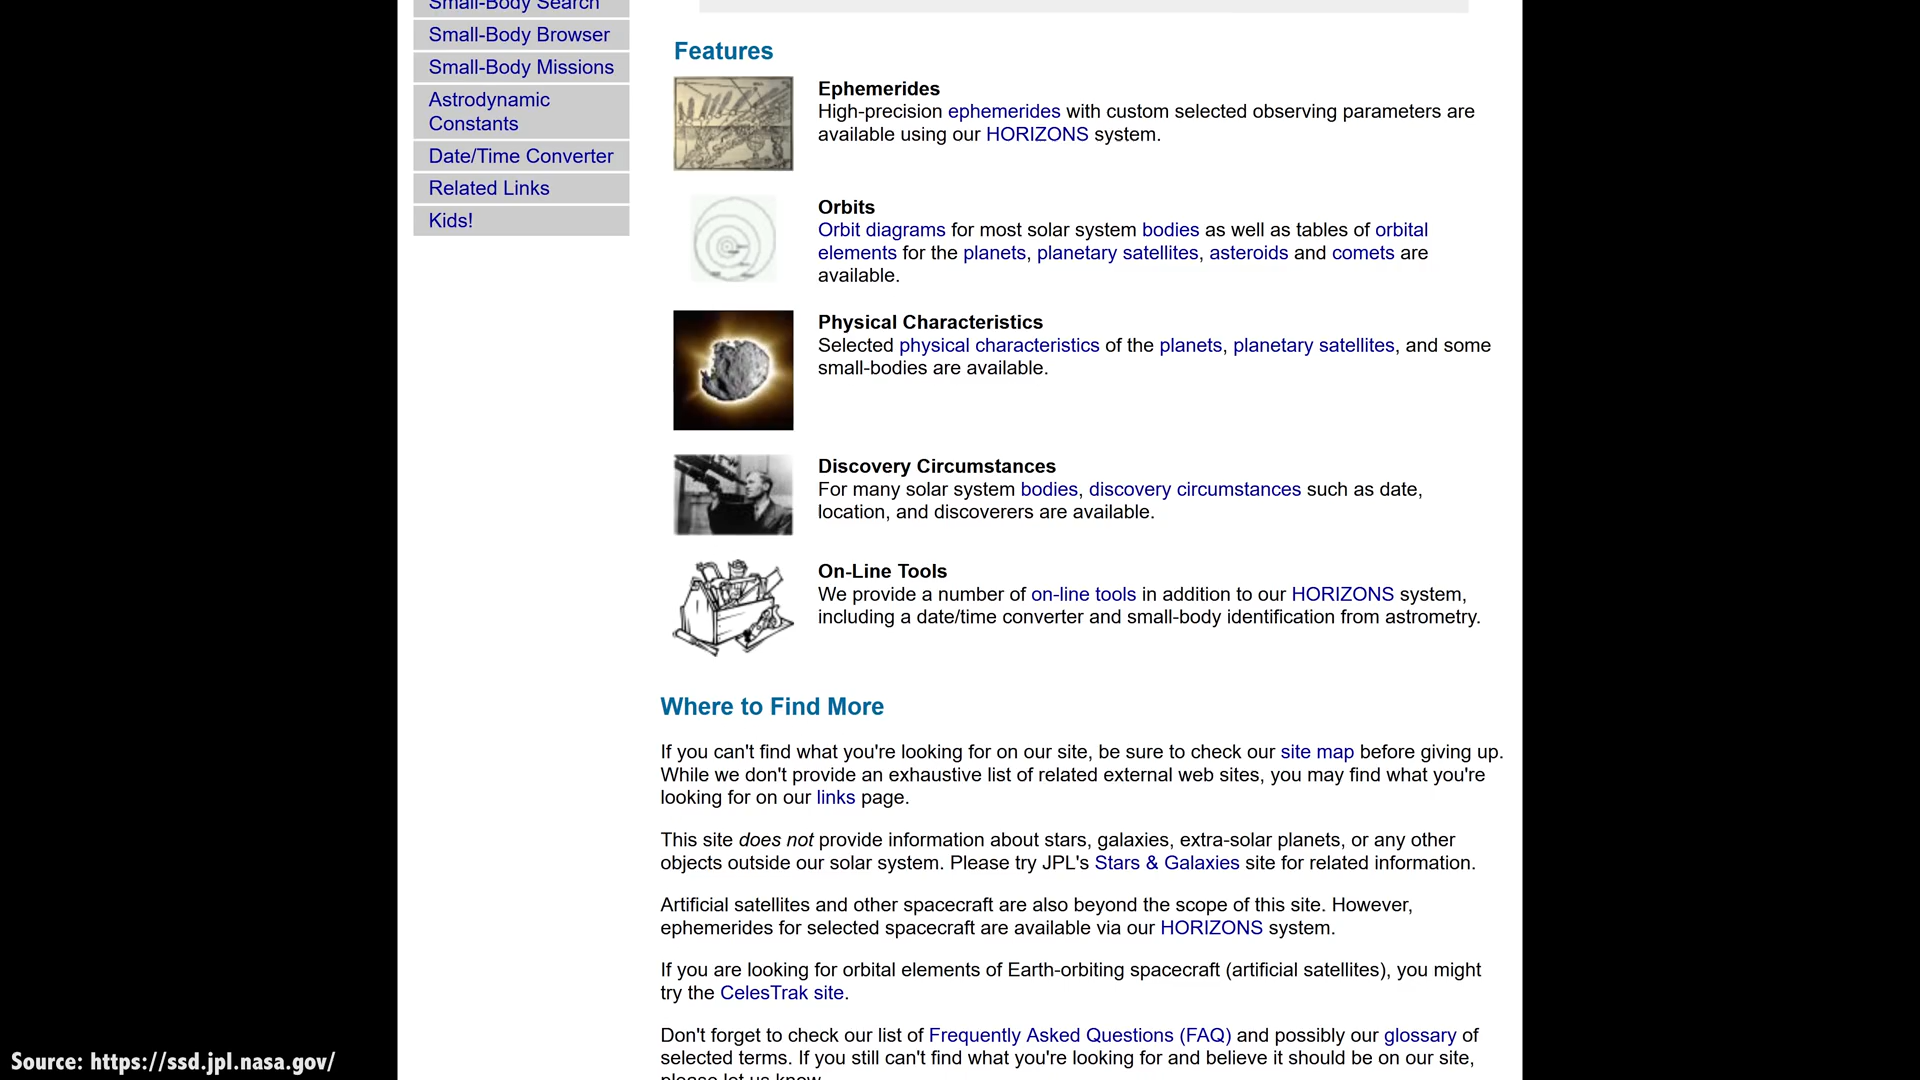 Small-Body Search
Small-Body Browser
Small-Body Missions
Astrodynamic
Constants
Date/Time Converter
Related Links
Kids!
Features
Ephemerides
High-precision ephemerides with custom selected observing parameters are
available using our HORIZONS system.
Orbits
Orbit diagrams for most solar system bodies as well as tables of orbital
elements for the planets, planetary satellites, asteroids and comets are
available.
Physical Characteristics
Selected physical characteristics of the planets, planetary satellites, and some
small-bodies are available.
Discovery Circumstances
For many solar system bodies, discovery circumstances such as date,
location, and discoverers are available.
On-Line Tools
We provide a number of on-line tools in addition to our HORIZONS system,
including a date/time converter and small-body identification from astrometry.
Where to Find More
If you can't find what you're looking for on our site, be sure to check our site map before giving up.
While we don't provide an exhaustive list of related external web sites, you may find what you're
looking for on our links page.
This site does not provide information about stars, galaxies, extra-solar planets, or any other
objects outside our solar system. Please try JPL's Stars & Galaxies site for related information.
Artificial satellites and other spacecraft are also beyond the scope of this site. However,
ephemerides for selected spacecraft are available via our HORIZONS system.
If you are looking for orbital elements of Earth-orbiting spacecraft (artificial satellites), you might
try the CelesTrak site.
Don't forget to check our list of Frequently Asked Questions (FAQ) and possibly our glossary of
selected terms. If you still can't find what you're looking for and believe it should be on our site,
please let us know.
Source: https://ssd.jpl.nasa.gov/